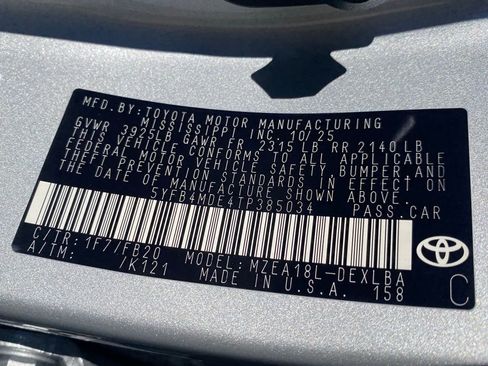 MFD.BY:TOYOTA MOTOR MANUFACTURING
MISSISSIPPI INC.10/25
GVWR 3925LB GAWR FR 2315 LB RR 2140 LB
THIS VEHICLE CONFORMS TO ALL APPLICABLE
FEDERAL MOTOR VEHICLE SAFETY,BUMPER,AND
THEFT PREVENTION STANDARDS IN EFFECT ON
THE DATE OF MANUFACTURE SHOWN ABOVE.
5YFB4MDE4TP385034 PASS.CAR
C/TR:1F7/FB20 MODEL:MZEA18L-DEXLBA
A/TM: /K121 MADE IN U.S.A. 158
TOYOTA
C